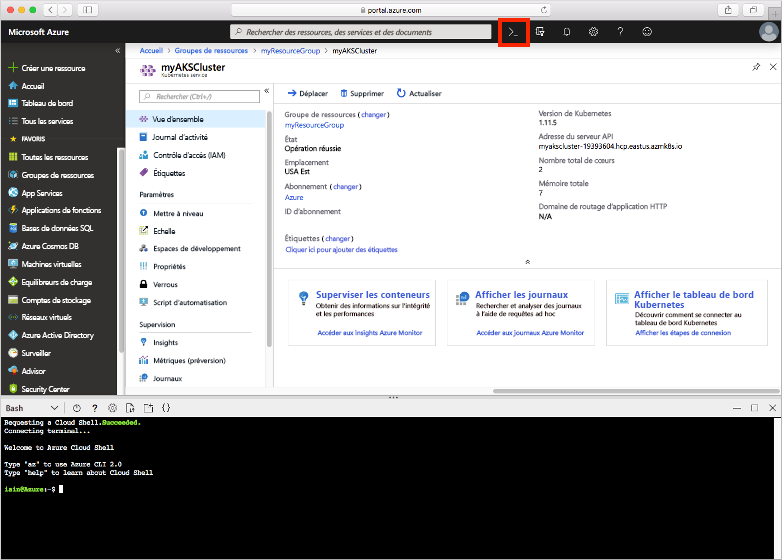 portal.azure.com
Microsoft Azure
Rechercher des ressources, des services et des documents
>_
?
Créer une ressource
Accueil
Tableau de bord
Tous les services
FAVORIS
Toutes les ressources
Groupes de ressources
App Services
Applications de fonctions
Bases de données SQL
Azure Cosmos DB
Machines virtuelles
Equilibreurs de charge
Comptes de stockage
Réseaux virtuels
Azure Active Directory
Surveiller
Advisor
Security Center
Accueil > Groupes de ressources > myResourceGroup > myAKSCluster
myAKSCluster
Kubernetes service
Rechercher (Ctrl+/)
Vue d'ensemble
Journal d'activité
Contrôle d'accès (IAM)
Étiquettes
Paramètres
Mettre à niveau
Echelle
Espaces de développement
Propriétés
Verrous
Script d'automatisation
Supervision
Insights
Métriques (préversion)
Journaux
Déplacer
Supprimer
Actualiser
Groupe de ressources (changer)
myResourceGroup
État
Opération réussie
Emplacement
USA Est
Abonnement (changer)
Azure
ID d'abonnement
Étiquettes (changer)
Cliquer ici pour ajouter des étiquettes
Version de Kubernetes
1.11.5
Adresse du serveur API
myakscluster-19393604.hcp.eastus.azmk8s.io
Nombre total de cœurs
2
Mémoire totale
7
Domaine de routage d'application HTTP
N/A
Superviser les conteneurs
Obtenir des informations sur l'intégrité
et les performances
Accéder aux insights Azure Monitor
Afficher les journaux
Rechercher et analyser des journaux
à l'aide de requêtes ad hoc
Accéder aux journaux Azure Monitor
Afficher le tableau de bord
Kubernetes
Découvrir comment se connecter au
tableau de bord Kubernetes
Afficher les étapes de connexion
Bash
?
{}
Requesting a Cloud Shell.Succeeded.
Connecting terminal...
Welcome to Azure Cloud Shell
Type "az" to use Azure CLI 2.0
Type "help" to learn about Cloud Shell
iain@Azure:~$